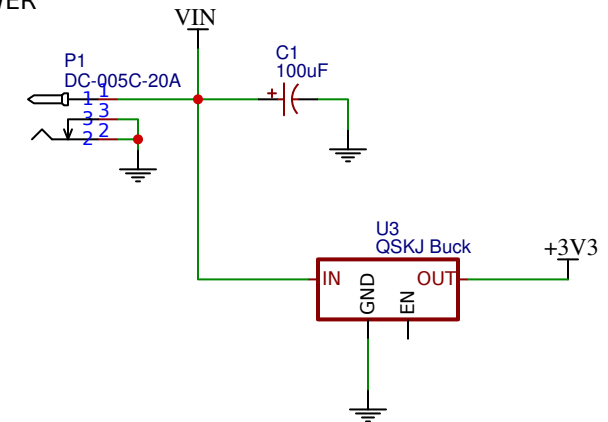 VIN
P1
DC-005C-20A
1 1
3 3
2 2
C1
100uF
+
U3
QSKJ Buck
IN
GND
EN
OUT
+3V3